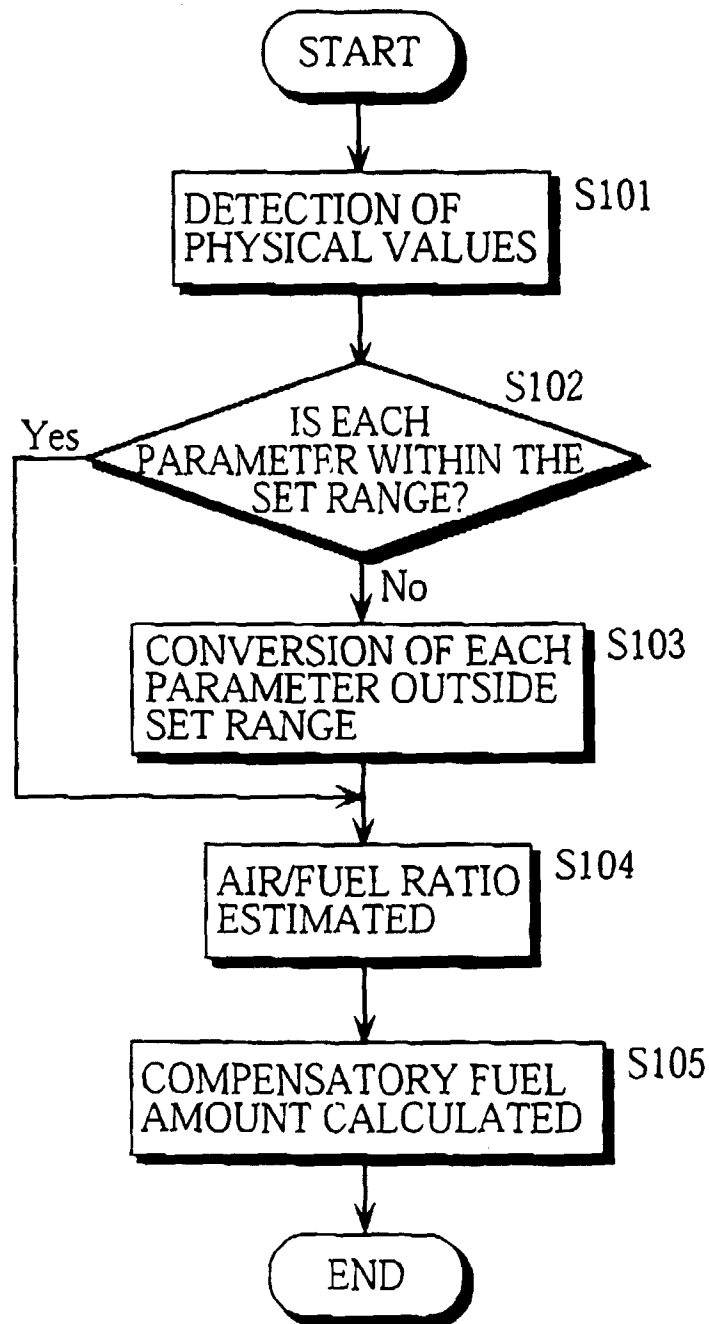 START
DETECTION OF
PHYSICAL VALUES
S101
S102
IS EACH
PARAMETER WITHIN THE
SET RANGE?
Yes
No
CONVERSION OF EACH
PARAMETER OUTSIDE
SET RANGE
S103
AIR/FUEL RATIO
ESTIMATED
S104
COMPENSATORY FUEL
AMOUNT CALCULATED
S105
END